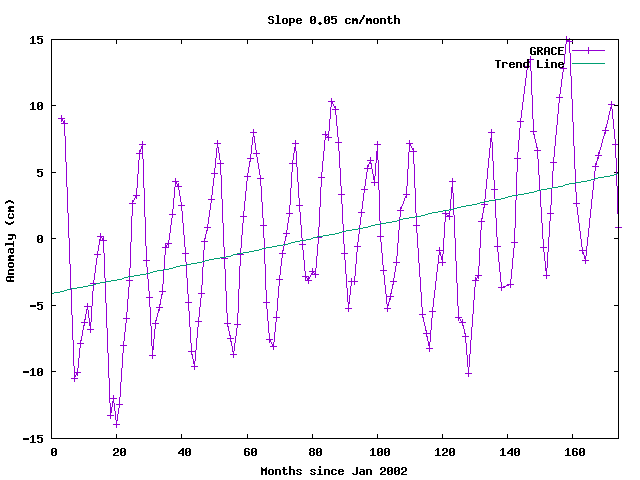 Slope 0.05 cm/month
GRACE
Trend Line
15
10
5
0
-5
-10
-15
Anomaly (cm)
0 20 40 60 80 100 120 140 160
Months since Jan 2002